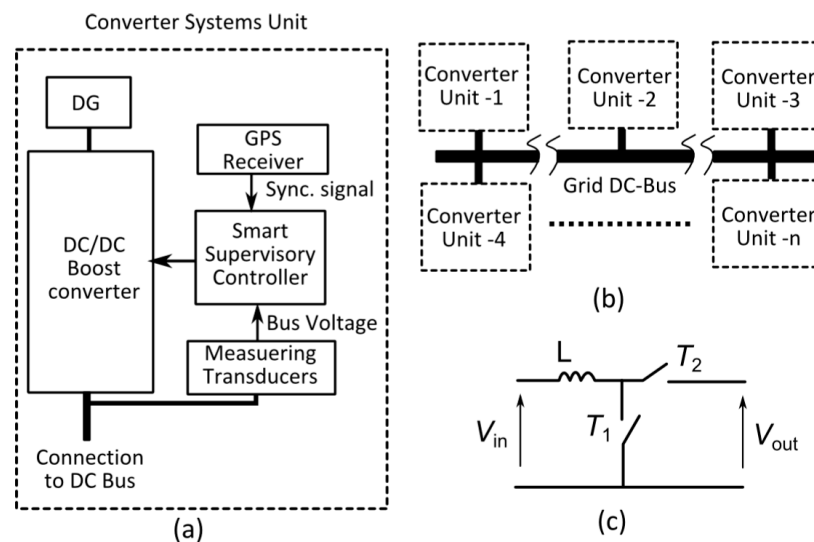 Converter Systems Unit
DG
GPS
Receiver
Sync. signal
DC/DC
Boost
converter
Smart
Supervisory
Controller
Bus Voltage
Measuering
Transducers
Connection
to DC Bus
(a)
Converter
Unit -1
Converter
Unit -2
Converter
Unit -3
Grid DC-Bus
Converter
Unit -4
Converter
Unit -n
(b)
L
T2
T1
Vin
Vout
(c)